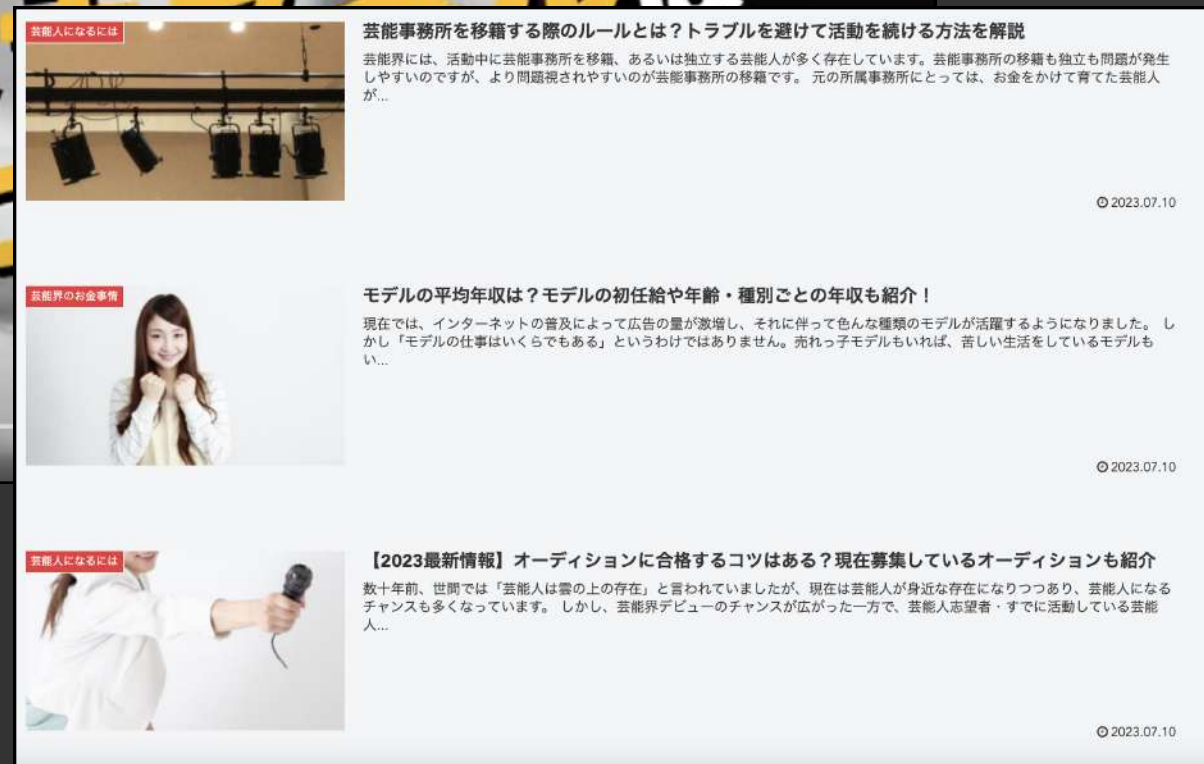 芸能人になるには
芸能事務所を移籍する際のルールとは？トラブルを避けて活動を続ける方法を解説
芸能界には、活動中に芸能事務所を移籍、あるいは独立する芸能人が多く存在しています。芸能事務所の移籍も独立も問題が発生
しやすいのですが、より問題視されやすいのが芸能事務所の移籍です。 元の所属事務所にとっては、お金をかけて育てた芸能人
が...
2023.07.10
芸能界のお金事情
モデルの平均年収は？モデルの初任給や年齢・種別ごとの年収も紹介！
現在では、インターネットの普及によって広告の量が激増し、それに伴って色んな種類のモデルが活躍するようになりました。 し
かし「モデルの仕事はいくらでもある」というわけではありません。売れっ子モデルもいれば、苦しい生活をしているモデルも
い...
2023.07.10
芸能人になるには
【2023最新情報】オーディションに合格するコツはある？現在募集しているオーディションも紹介
数十年前、世間では「芸能人は雲の上の存在」と言われていましたが、現在は芸能人が身近な存在になりつつあり、芸能人になる
チャンスも多くなっています。 しかし、芸能界デビューのチャンスが広がった一方で、芸能人志望者・すでに活動している芸能
人...
2023.07.10